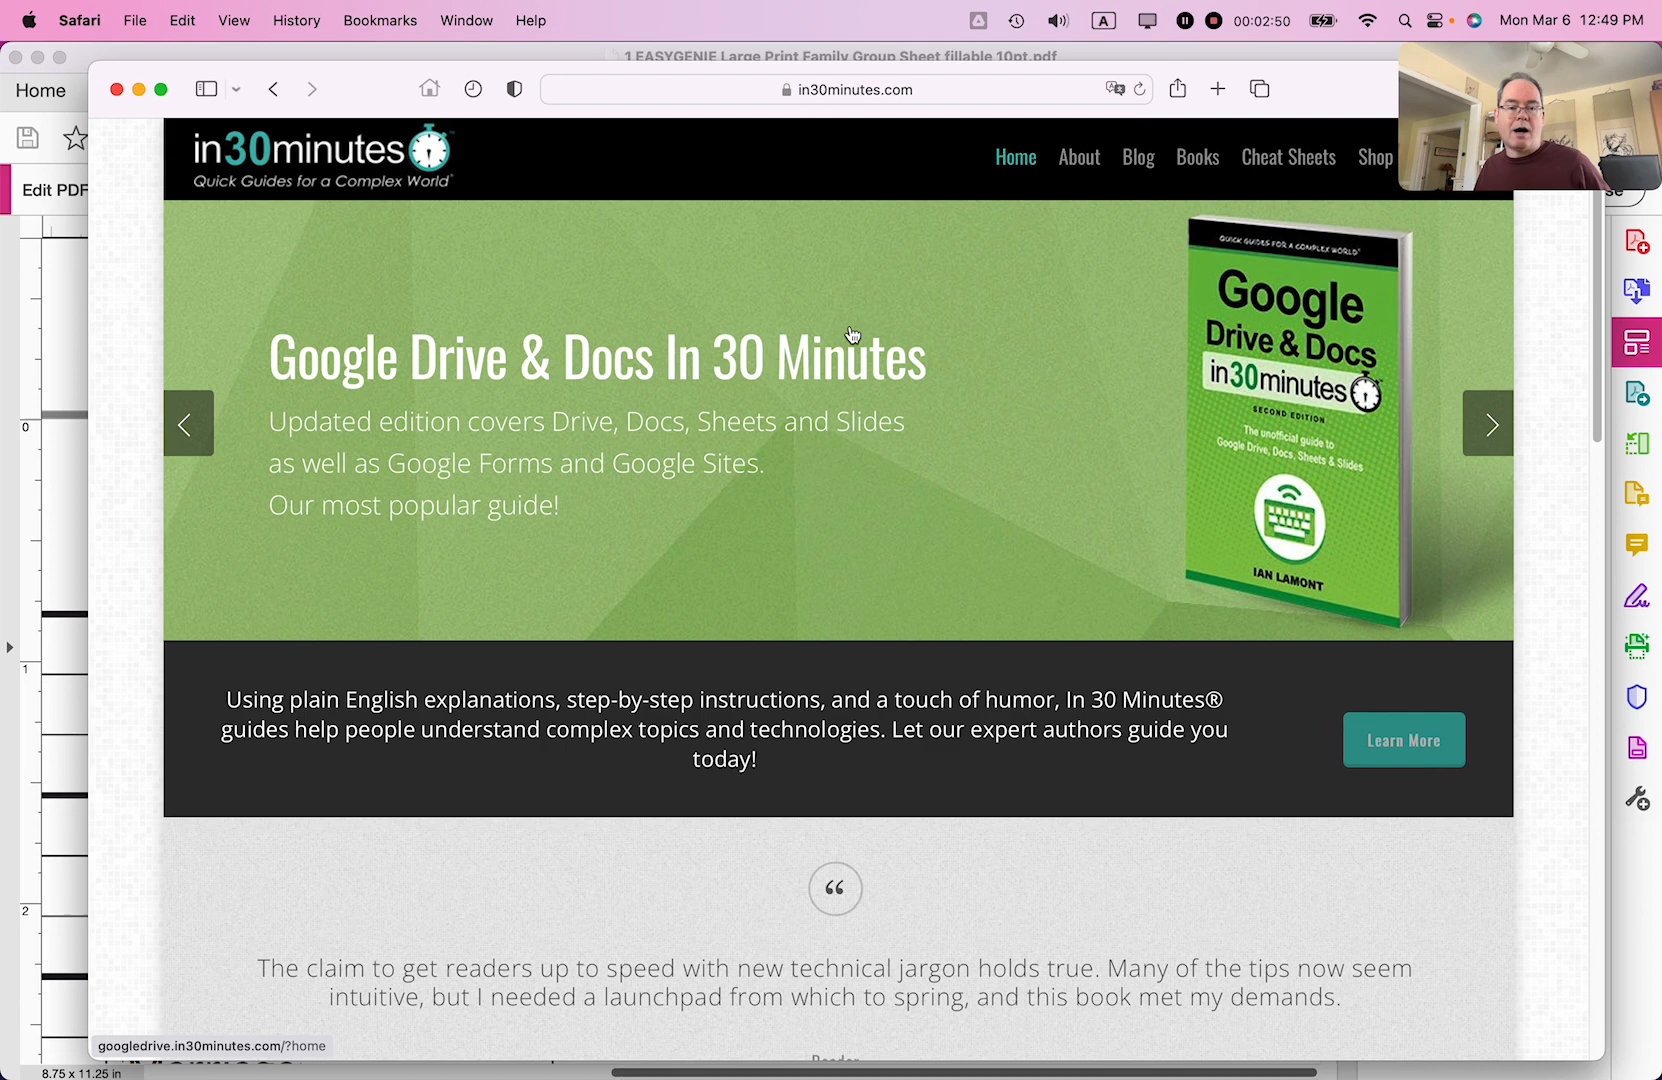 Safari File Edit View History Bookmarks Window Help
A 00:02:50 Mon Mar 6 12:49 PM
1 EASYGENIE Large Print Family Group Sheet fillable 10pt.pdf
Home
in30minutes.com
in30minutes
Quick Guides for a Complex World
Home About Blog Books Cheat Sheets Shop
Edit PDF
QUICK GUIDES FOR A COMPLEX WORLD
Google
Drive & Docs
in30minutes
SECOND EDITION
The unofficial guide to
Google Drive, Docs, Sheets & Slides
IAN LAMONT
Google Drive & Docs In 30 Minutes
Updated edition covers Drive, Docs, Sheets and Slides
as well as Google Forms and Google Sites.
Our most popular guide!
0
1
2
Using plain English explanations, step-by-step instructions, and a touch of humor, In 30 Minutes®
guides help people understand complex topics and technologies. Let our expert authors guide you
today!
Learn More
“
The claim to get readers up to speed with new technical jargon holds true. Many of the tips now seem
intuitive, but I needed a launchpad from which to spring, and this book met my demands.
Reader
googledrive.in30minutes.com/?home
8.75 x 11.25 in